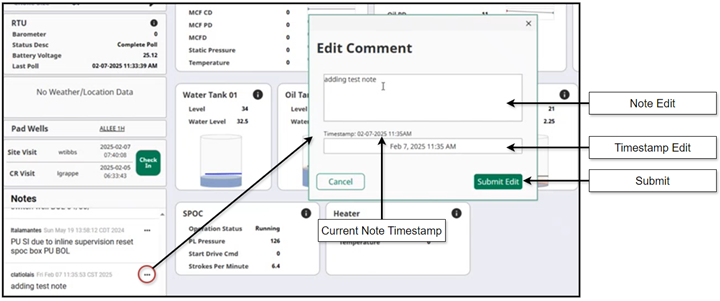 RTU
Barometer 0
Status Desc Complete Poll
Battery Voltage 25.12
Last Poll 02-07-2025 11:33:39 AM
No Weather/Location Data
Pad Wells ALLEE 1H
Site Visit wtibbs 2025-02-07 07:40:08
CR Visit lgrappe 2025-02-05 06:33:43
Check In
Notes
ltalamantes Sun May 19 13:58:12 CDT 2024
PU SI due to inline supervision reset
spoc box PU BOL
clatiolais Fri Feb 07 11:35:53 CST 2025
adding test note
MCF CD
MCF PD
MCFD
Static Pressure 0
Temperature 0
Water Tank 01
Level 34
Water Level 32.5
Oil Tan
Level
Water
21
2.25
SPOC
Operation Status Running
PL Pressure 126
Start Drive Cmd 0
Strokes Per Minute 6.4
Heater
Temperature 0
Edit Comment
adding test note
Timestamp: 02-07-2025 11:35AM
Feb 7, 2025 11:35 AM
Cancel
Submit Edit
Note Edit
Timestamp Edit
Submit
Current Note Timestamp